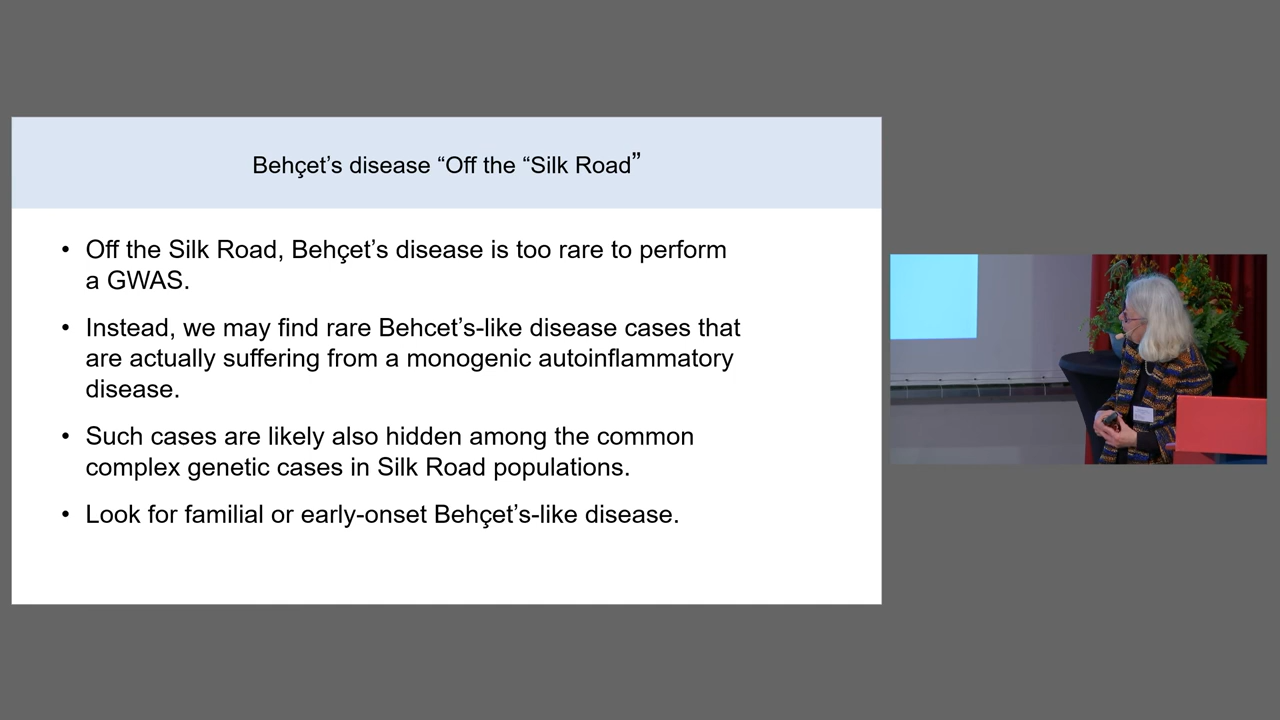 Behçet’s disease “Off the “Silk Road”
• Off the Silk Road, Behçet’s disease is too rare to perform
a GWAS.
• Instead, we may find rare Behcet’s-like disease cases that
are actually suffering from a monogenic autoinflammatory
disease.
• Such cases are likely also hidden among the common
complex genetic cases in Silk Road populations.
• Look for familial or early-onset Behçet’s-like disease.